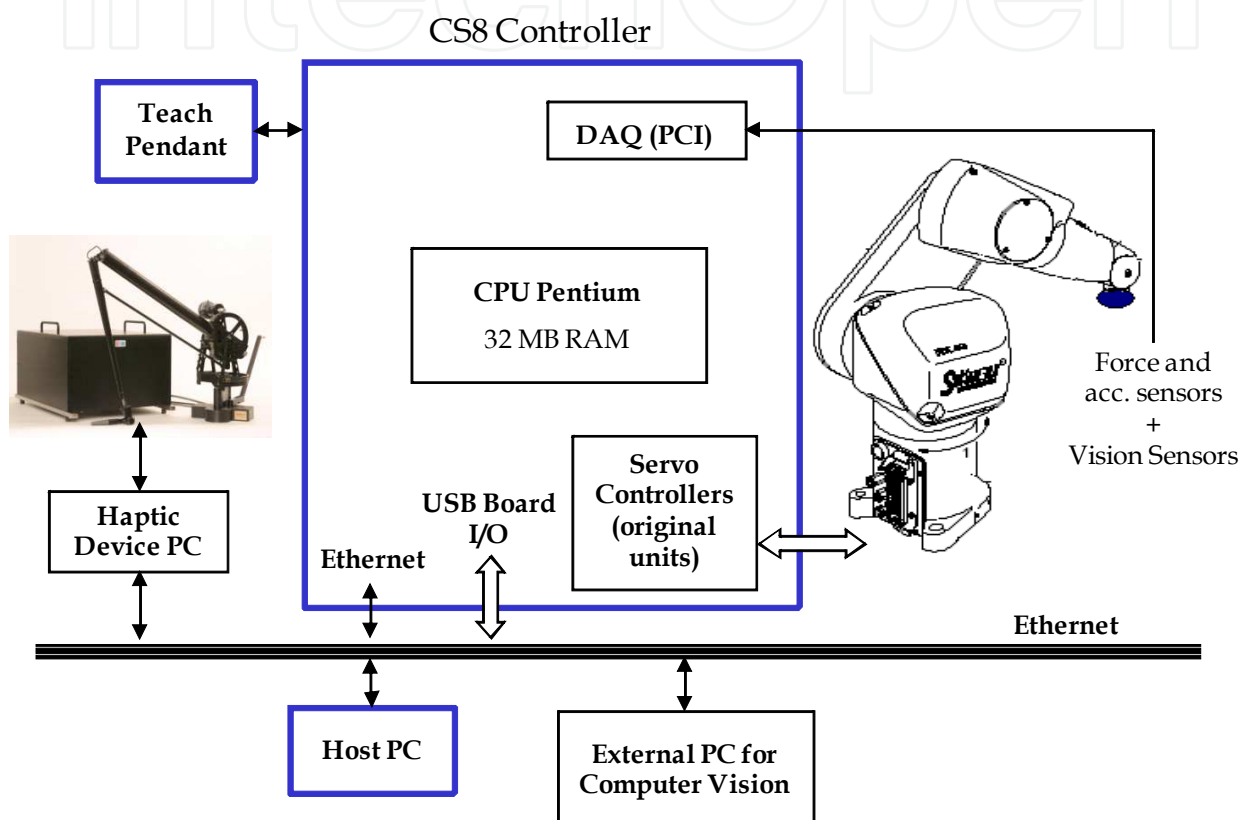 CS8 Controller
Teach
Pendant
DAQ (PCI)
CPU Pentium
32 MB RAM
Force and
acc. sensors
+
Vision Sensors
Servo
Controllers
(original
units)
USB Board
I/O
Ethernet
Haptic
Device PC
Ethernet
Host PC
External PC for
Computer Vision